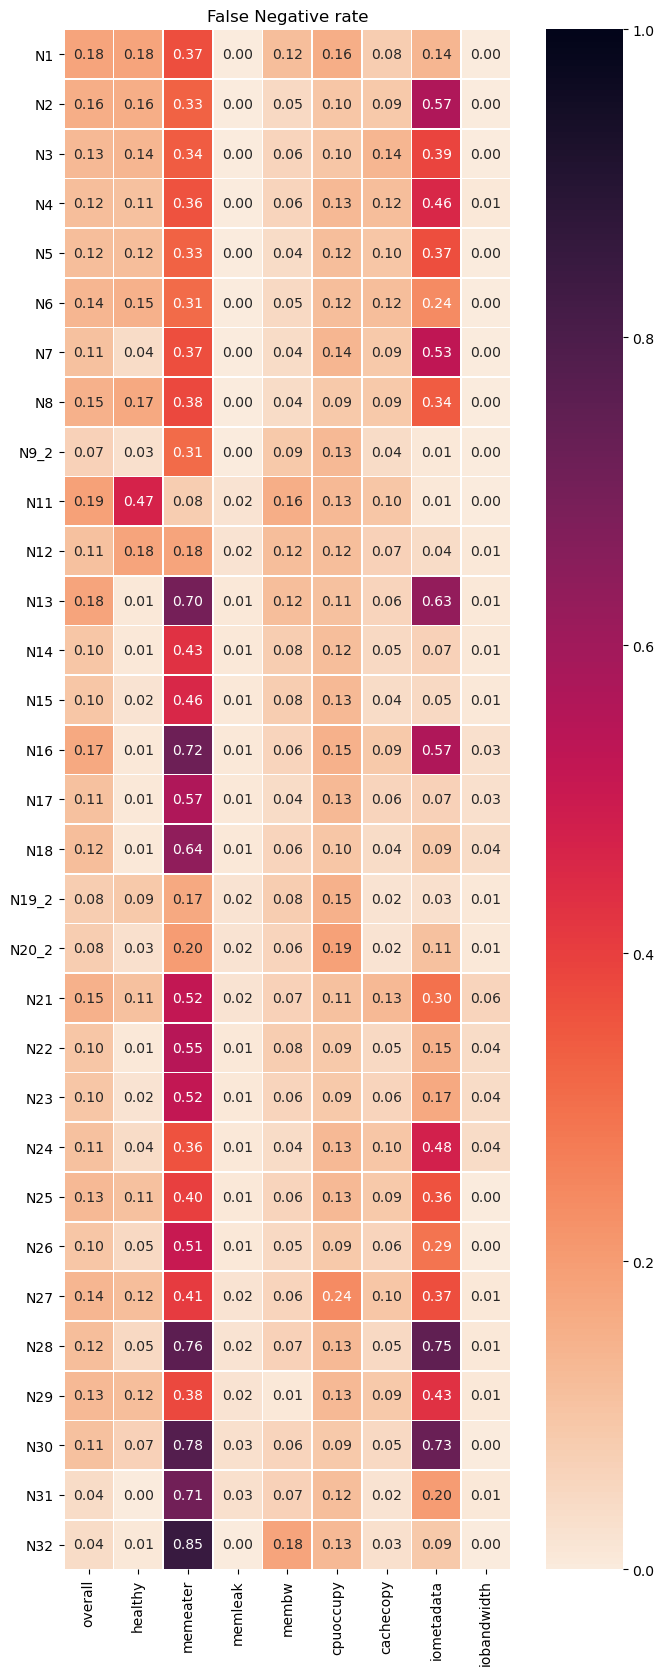 False Negative rate
N1 0.18 0.18 0.37 0.00 0.12 0.16 0.08 0.14 0.00
N2 0.16 0.16 0.33 0.00 0.05 0.10 0.09 0.57 0.00
N3 0.13 0.14 0.34 0.00 0.06 0.10 0.14 0.39 0.00
N4 0.12 0.11 0.36 0.00 0.06 0.13 0.12 0.46 0.01
N5 0.12 0.12 0.33 0.00 0.04 0.12 0.10 0.37 0.00
N6 0.14 0.15 0.31 0.00 0.05 0.12 0.12 0.24 0.00
N7 0.11 0.04 0.37 0.00 0.04 0.14 0.09 0.53 0.00
N8 0.15 0.17 0.38 0.00 0.04 0.09 0.09 0.34 0.00
N9_2 0.07 0.03 0.31 0.00 0.09 0.13 0.04 0.01 0.00
N11 0.19 0.47 0.08 0.02 0.16 0.13 0.10 0.01 0.00
N12 0.11 0.18 0.18 0.02 0.12 0.12 0.07 0.04 0.01
N13 0.18 0.01 0.70 0.01 0.12 0.11 0.06 0.63 0.01
N14 0.10 0.01 0.43 0.01 0.08 0.12 0.05 0.07 0.01
N15 0.10 0.02 0.46 0.01 0.08 0.13 0.04 0.05 0.01
N16 0.17 0.01 0.72 0.01 0.06 0.15 0.09 0.57 0.03
N17 0.11 0.01 0.57 0.01 0.04 0.13 0.06 0.07 0.03
N18 0.12 0.01 0.64 0.01 0.06 0.10 0.04 0.09 0.04
N19_2 0.08 0.09 0.17 0.02 0.08 0.15 0.02 0.03 0.01
N20_2 0.08 0.03 0.20 0.02 0.06 0.19 0.02 0.11 0.01
N21 0.15 0.11 0.52 0.02 0.07 0.11 0.13 0.30 0.06
N22 0.10 0.01 0.55 0.01 0.08 0.09 0.05 0.15 0.04
N23 0.10 0.02 0.52 0.01 0.06 0.09 0.06 0.17 0.04
N24 0.11 0.04 0.36 0.01 0.04 0.13 0.10 0.48 0.04
N25 0.13 0.11 0.40 0.01 0.06 0.13 0.09 0.36 0.00
N26 0.10 0.05 0.51 0.01 0.05 0.09 0.06 0.29 0.00
N27 0.14 0.12 0.41 0.02 0.06 0.24 0.10 0.37 0.01
N28 0.12 0.05 0.76 0.02 0.07 0.13 0.05 0.75 0.01
N29 0.13 0.12 0.38 0.02 0.01 0.13 0.09 0.43 0.01
N30 0.11 0.07 0.78 0.03 0.06 0.09 0.05 0.73 0.00
N31 0.04 0.00 0.71 0.03 0.07 0.12 0.02 0.20 0.01
N32 0.04 0.01 0.85 0.00 0.18 0.13 0.03 0.09 0.00
overall healthy memeater memleak membw cpuoccupy cachecopy iometadata iobandwidth
1.0
0.8
0.6
0.4
0.2
0.0